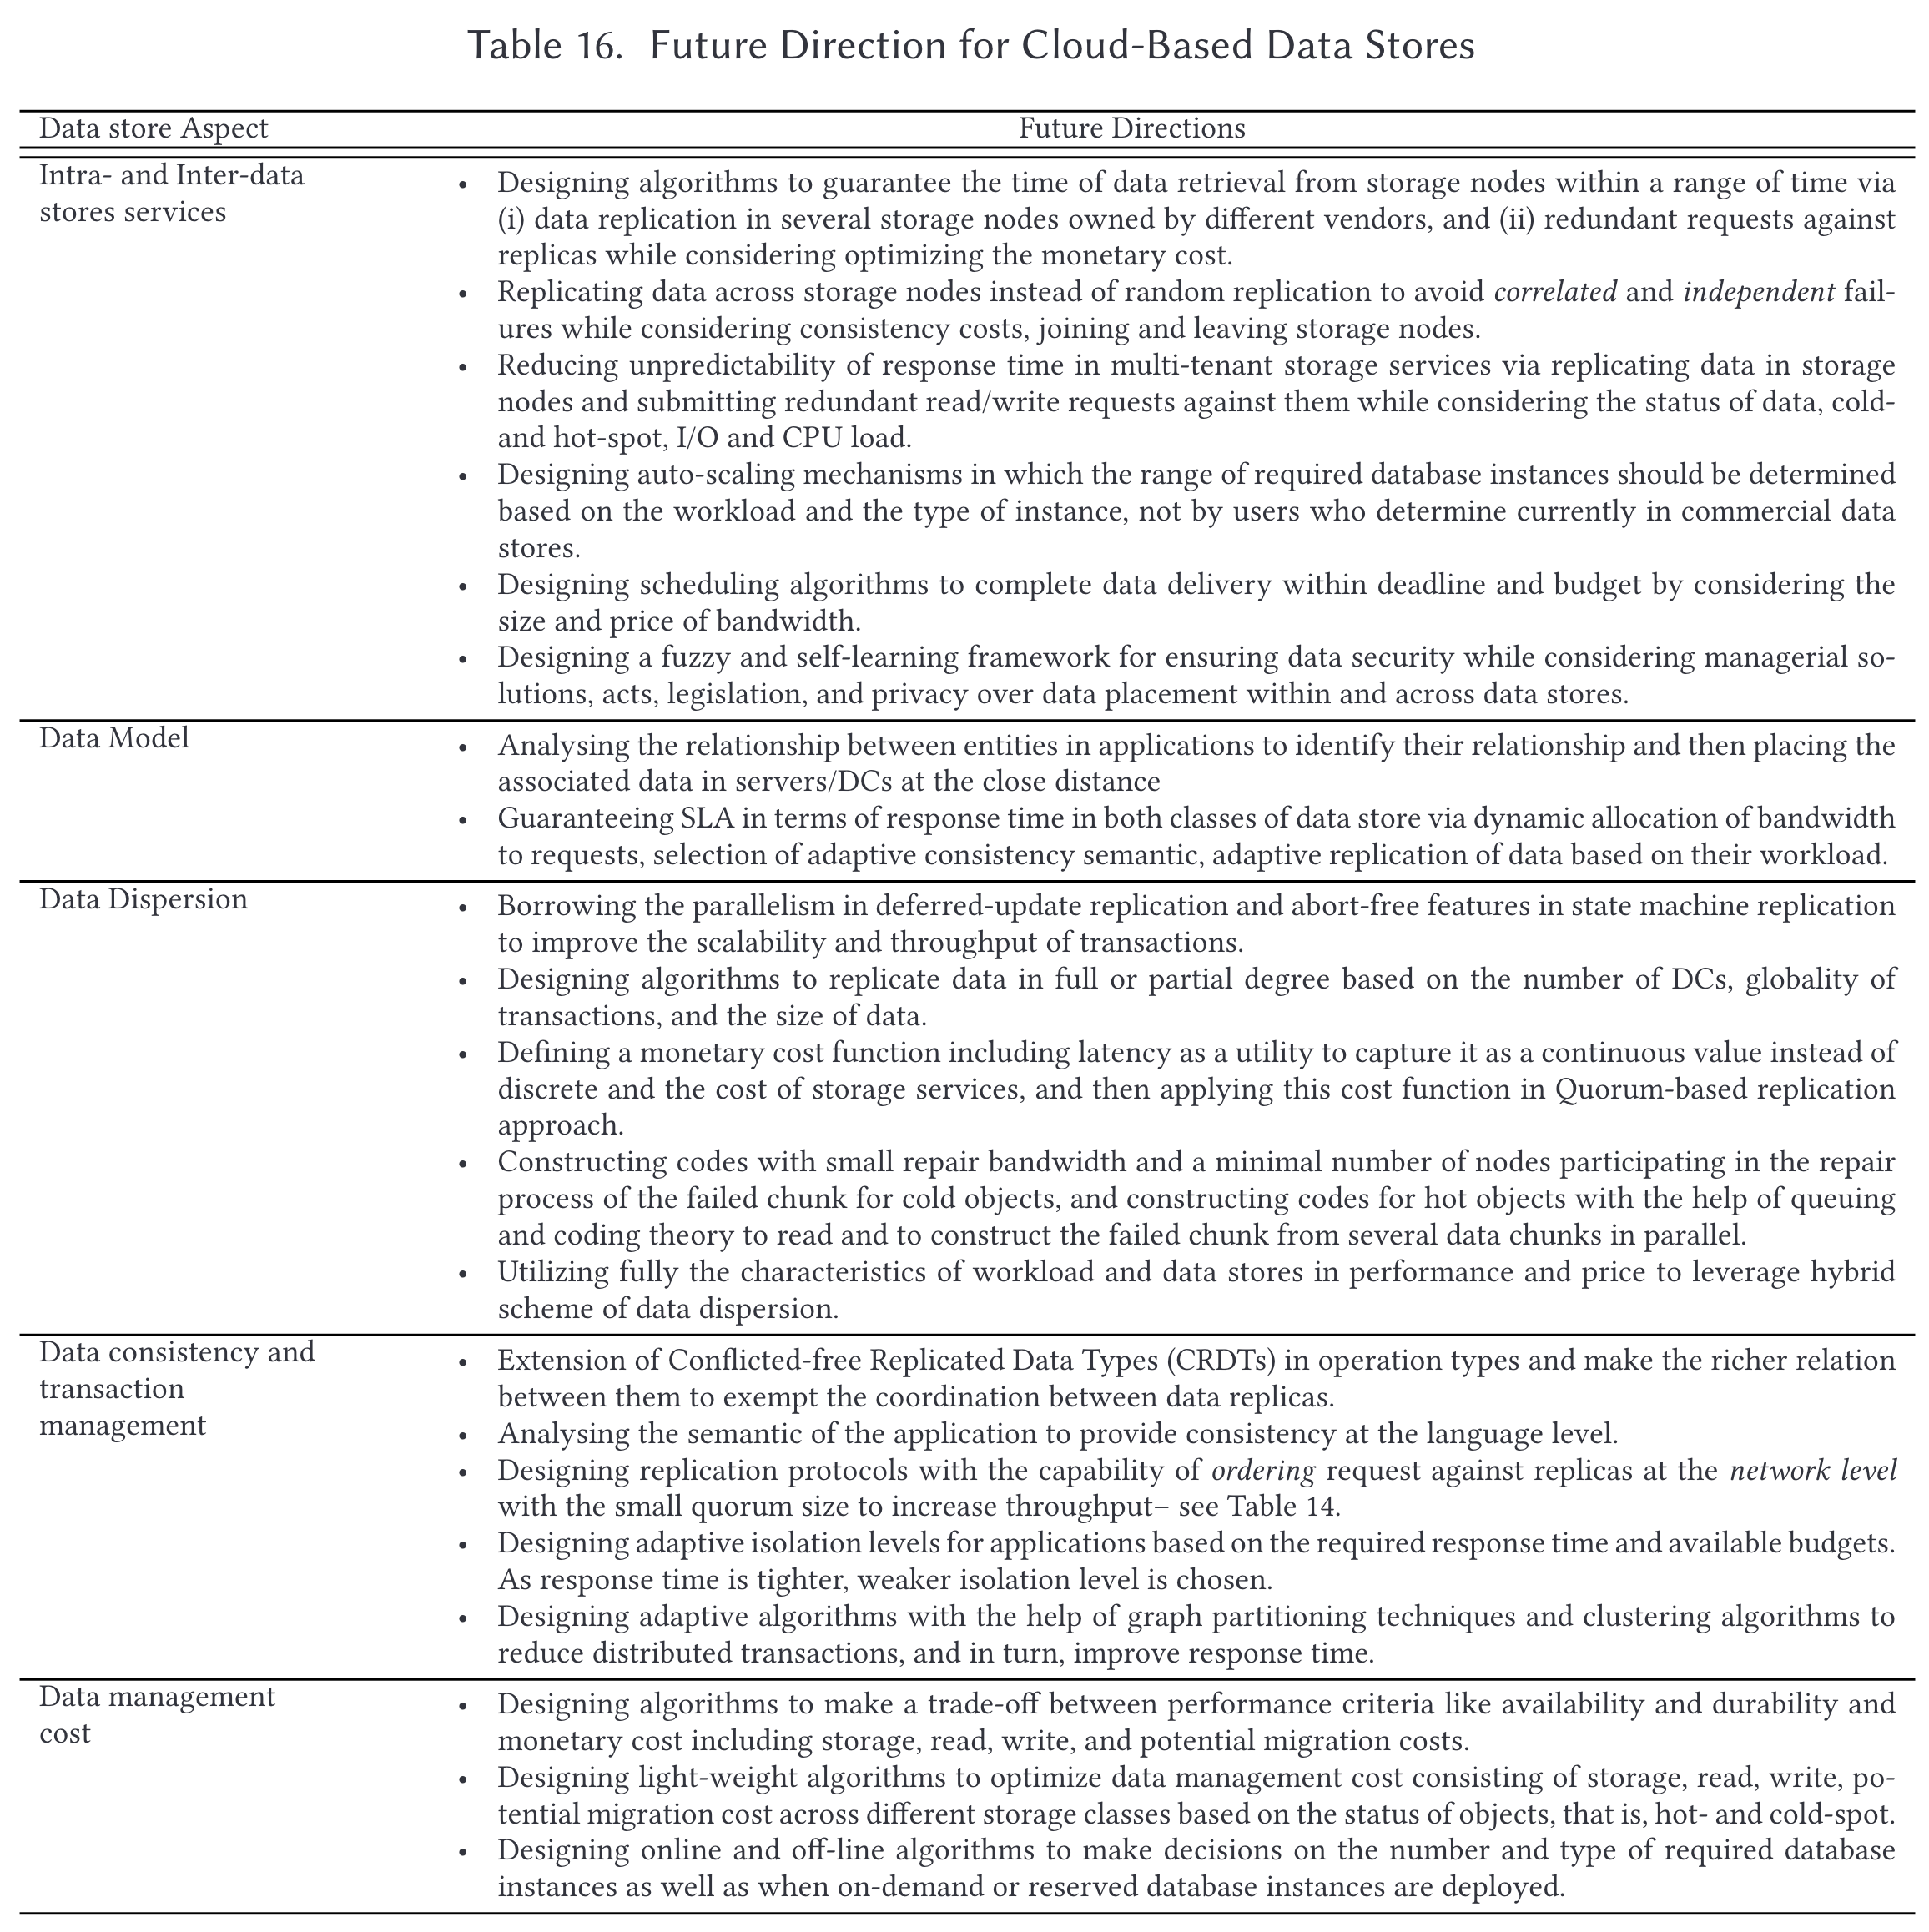 Table 16. Future Direction for Cloud-Based Data Stores
Data store Aspect
Future Directions
Intra- and Inter-data
stores services
• Designing algorithms to guarantee the time of data retrieval from storage nodes within a range of time via
(i) data replication in several storage nodes owned by different vendors, and (ii) redundant requests against
replicas while considering optimizing the monetary cost.
• Replicating data across storage nodes instead of random replication to avoid correlated and independent fail-
ures while considering consistency costs, joining and leaving storage nodes.
• Reducing unpredictability of response time in multi-tenant storage services via replicating data in storage
nodes and submitting redundant read/write requests against them while considering the status of data, cold-
and hot-spot, I/O and CPU load.
• Designing auto-scaling mechanisms in which the range of required database instances should be determined
based on the workload and the type of instance, not by users who determine currently in commercial data
stores.
• Designing scheduling algorithms to complete data delivery within deadline and budget by considering the
size and price of bandwidth.
• Designing a fuzzy and self-learning framework for ensuring data security while considering managerial so-
lutions, acts, legislation, and privacy over data placement within and across data stores.
Data Model
• Analysing the relationship between entities in applications to identify their relationship and then placing the
associated data in servers/DCs at the close distance
• Guaranteeing SLA in terms of response time in both classes of data store via dynamic allocation of bandwidth
to requests, selection of adaptive consistency semantic, adaptive replication of data based on their workload.
Data Dispersion
• Borrowing the parallelism in deferred-update replication and abort-free features in state machine replication
to improve the scalability and throughput of transactions.
• Designing algorithms to replicate data in full or partial degree based on the number of DCs, globality of
transactions, and the size of data.
• Defining a monetary cost function including latency as a utility to capture it as a continuous value instead of
discrete and the cost of storage services, and then applying this cost function in Quorum-based replication
approach.
• Constructing codes with small repair bandwidth and a minimal number of nodes participating in the repair
process of the failed chunk for cold objects, and constructing codes for hot objects with the help of queuing
and coding theory to read and to construct the failed chunk from several data chunks in parallel.
• Utilizing fully the characteristics of workload and data stores in performance and price to leverage hybrid
scheme of data dispersion.
Data consistency and
transaction
management
• Extension of Conflicted-free Replicated Data Types (CRDTs) in operation types and make the richer relation
between them to exempt the coordination between data replicas.
• Analysing the semantic of the application to provide consistency at the language level.
• Designing replication protocols with the capability of ordering request against replicas at the network level
with the small quorum size to increase throughput– see Table 14.
• Designing adaptive isolation levels for applications based on the required response time and available budgets.
As response time is tighter, weaker isolation level is chosen.
• Designing adaptive algorithms with the help of graph partitioning techniques and clustering algorithms to
reduce distributed transactions, and in turn, improve response time.
Data management
cost
• Designing algorithms to make a trade-off between performance criteria like availability and durability and
monetary cost including storage, read, write, and potential migration costs.
• Designing light-weight algorithms to optimize data management cost consisting of storage, read, write, po-
tential migration cost across different storage classes based on the status of objects, that is, hot- and cold-spot.
• Designing online and off-line algorithms to make decisions on the number and type of required database
instances as well as when on-demand or reserved database instances are deployed.